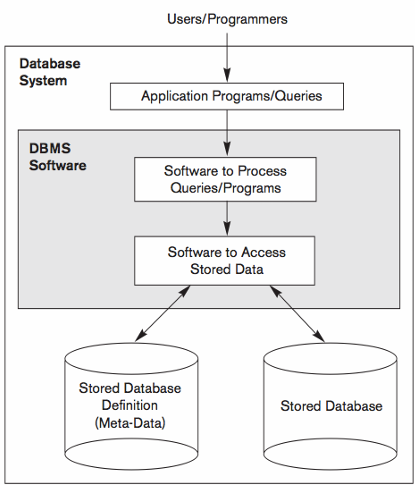 Users/Programmers
Database
System
Application Programs/Queries
DBMS
Software
Software to Process
Queries/Programs
Software to Access
Stored Data
Stored Database
Definition
(Meta-Data)
Stored Database